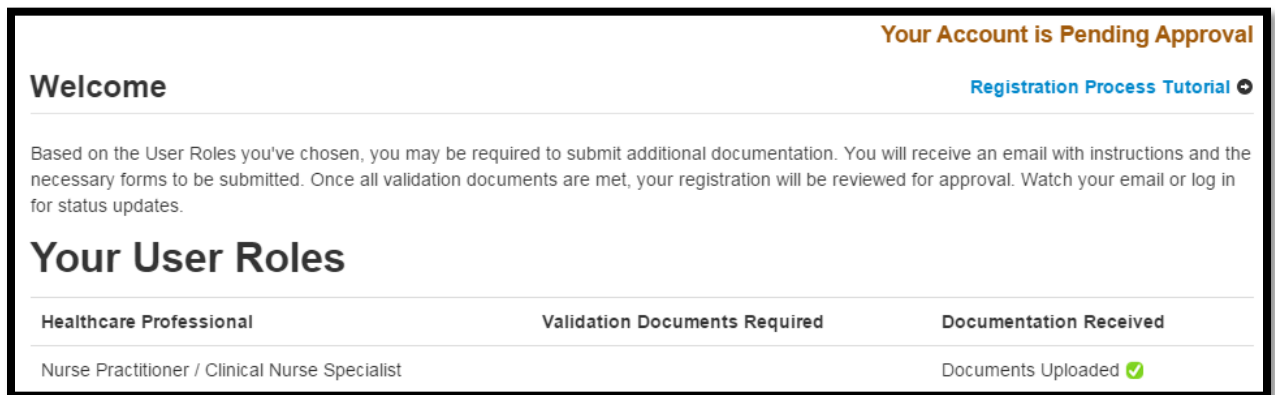 Your Account is Pending Approval
Welcome
Registration Process Tutorial
Based on the User Roles you've chosen, you may be required to submit additional documentation. You will receive an email with instructions and the
necessary forms to be submitted. Once all validation documents are met, your registration will be reviewed for approval. Watch your email or log in
for status updates.
Your User Roles
Healthcare Professional Validation Documents Required Documentation Received
Nurse Practitioner / Clinical Nurse Specialist Documents Uploaded